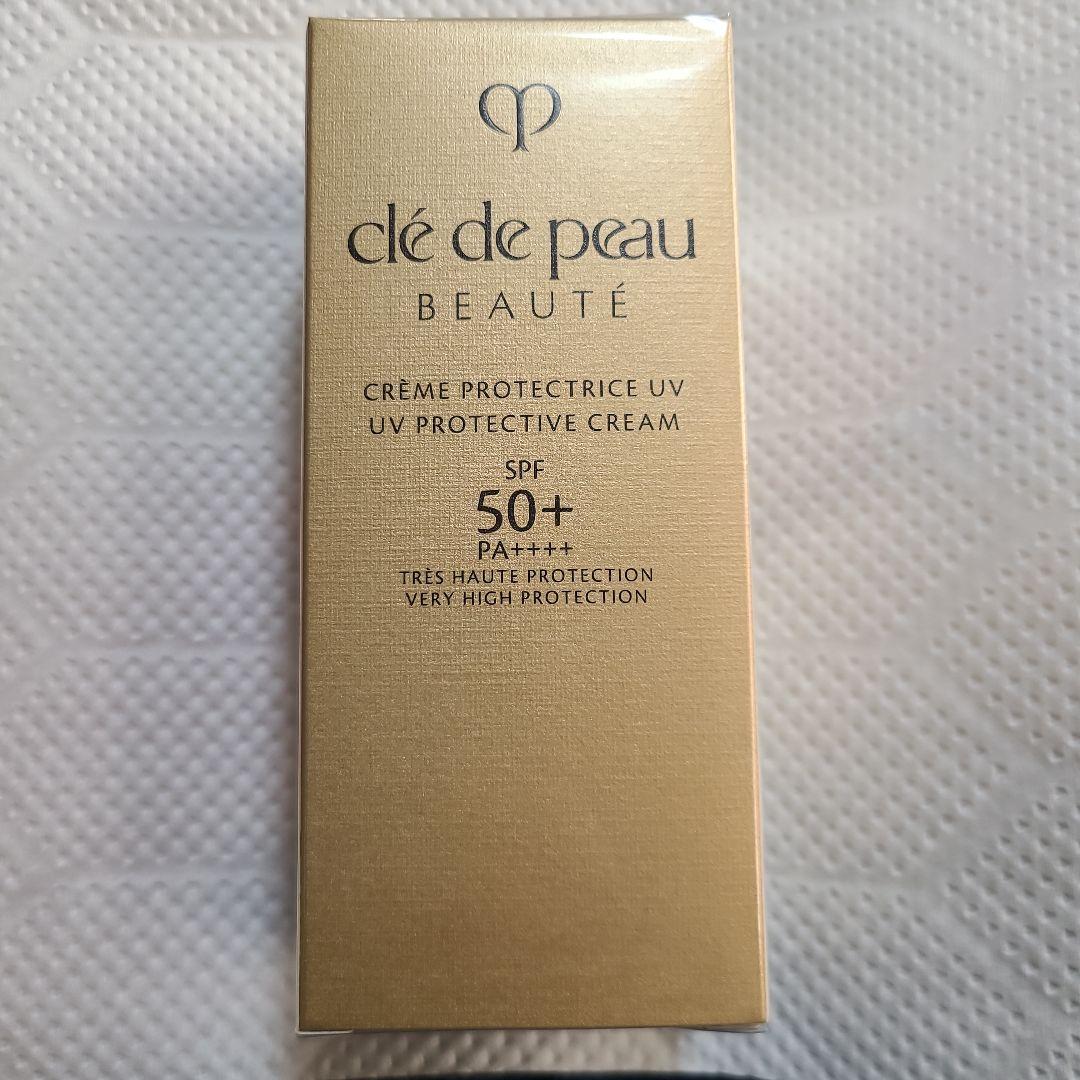 clé de peau
BEAUTÉ
CRÈME PROTECTRICE UV
UV PROTECTIVE CREAM
SPF
50+
PA++++
TRÈS HAUTE PROTECTION
VERY HIGH PROTECTION